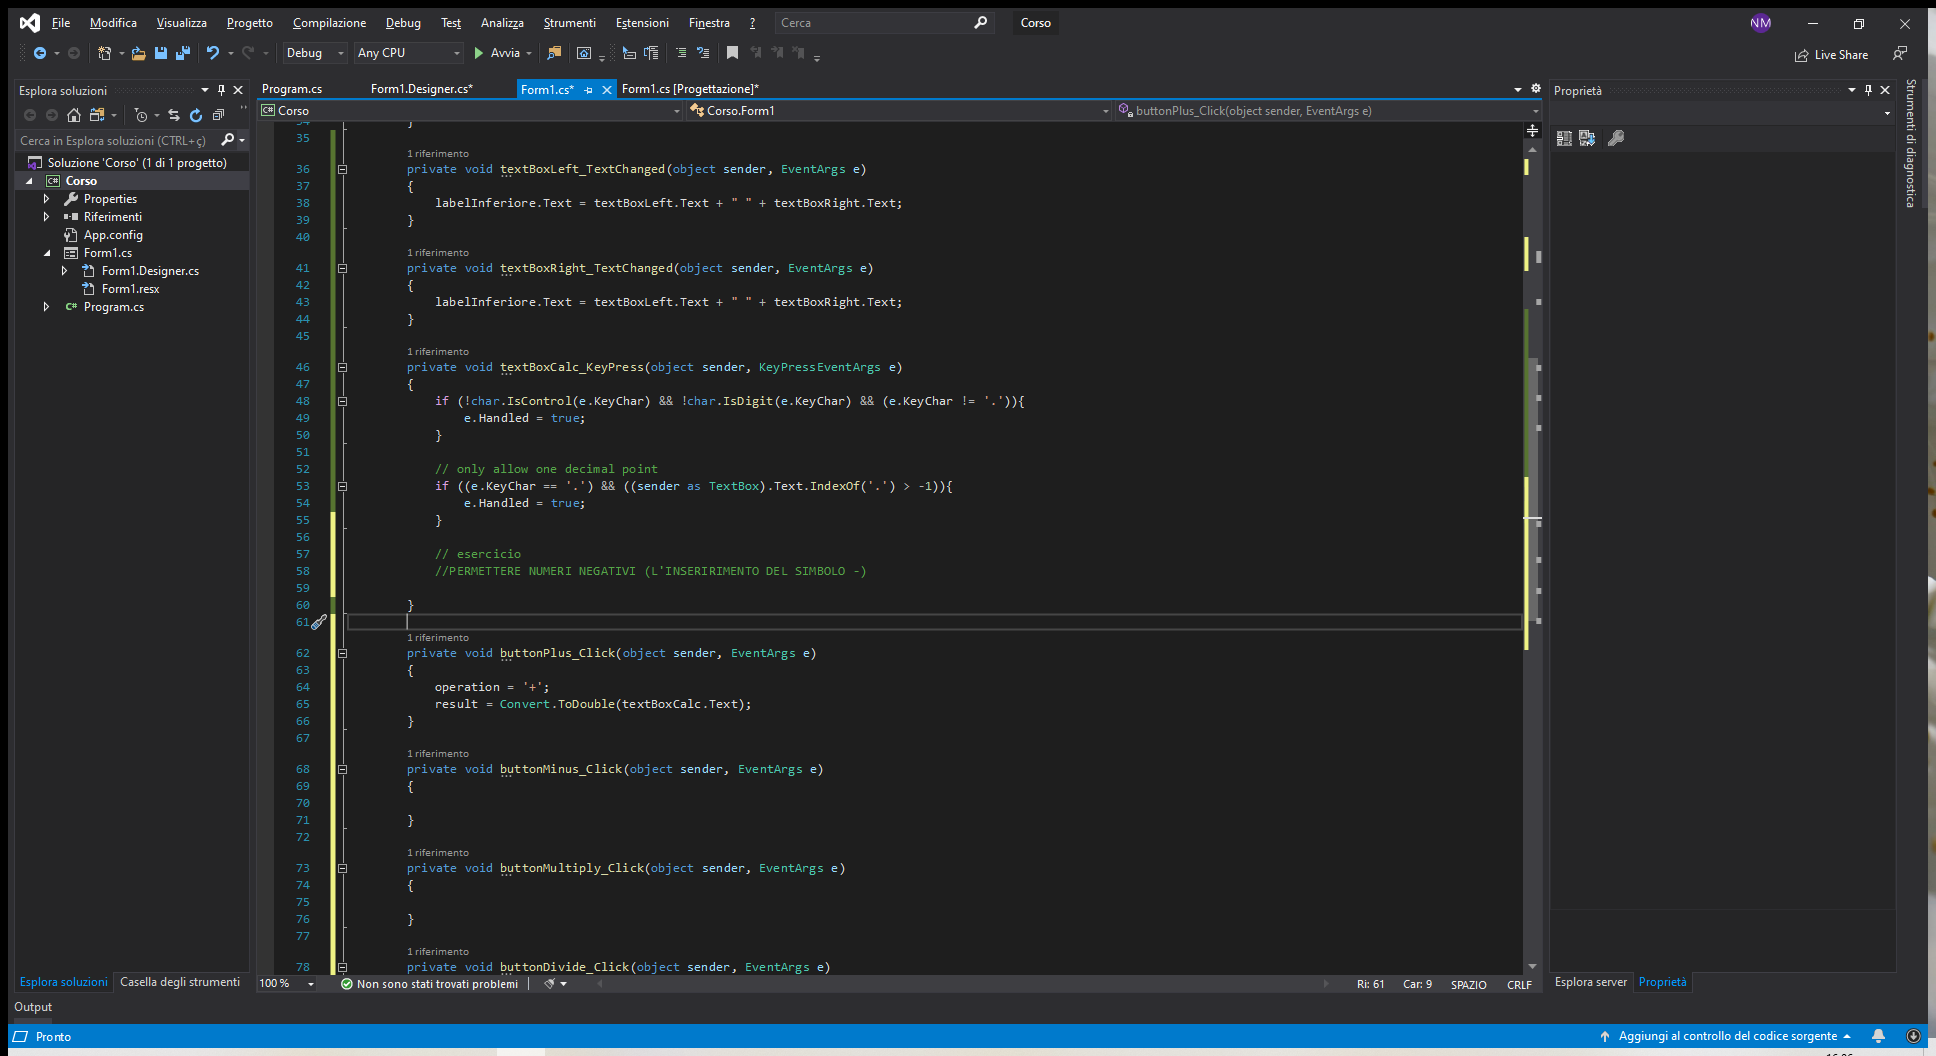 File Modifica Visualizza Progetto Compilazione Debug Test Analizza Strumenti Estensioni Finestra ? Cerca Corso NM
Debug Any CPU Avvia Live Share
Esplora soluzioni
Cerca in Esplora soluzioni (CTRL+ç)
Soluzione 'Corso' (1 di 1 progetto)
C# Corso
Properties
Riferimenti
App.config
Form1.cs
Form1.Designer.cs
Form1.resx
C# Program.cs
Esplora soluzioni Casella degli strumenti
Program.cs Form1.Designer.cs* Form1.cs* Form1.cs [Progettazione]*
C# Corso Corso.Form1 buttonPlus_Click(object sender, EventArgs e)
34 }
35
1 riferimento
36 private void textBoxLeft_TextChanged(object sender, EventArgs e)
37 {
38 labelInferiore.Text = textBoxLeft.Text + " " + textBoxRight.Text;
39 }
40
1 riferimento
41 private void textBoxRight_TextChanged(object sender, EventArgs e)
42 {
43 labelInferiore.Text = textBoxLeft.Text + " " + textBoxRight.Text;
44 }
45
1 riferimento
46 private void textBoxCalc_KeyPress(object sender, KeyPressEventArgs e)
47 {
48 if (!char.IsControl(e.KeyChar) && !char.IsDigit(e.KeyChar) && (e.KeyChar != '.')){
49 e.Handled = true;
50 }
51
52 // only allow one decimal point
53 if ((e.KeyChar == '.') && ((sender as TextBox).Text.IndexOf('.') > -1)){
54 e.Handled = true;
55 }
56
57 // esercicio
58 //PERMETTERE NUMERI NEGATIVI (L'INSERIRIMENTO DEL SIMBOLO -)
59
60 }
61
1 riferimento
62 private void buttonPlus_Click(object sender, EventArgs e)
63 {
64 operation = '+';
65 result = Convert.ToDouble(textBoxCalc.Text);
66 }
67
1 riferimento
68 private void buttonMinus_Click(object sender, EventArgs e)
69 {
70
71 }
72
1 riferimento
73 private void buttonMultiply_Click(object sender, EventArgs e)
74 {
75
76 }
77
1 riferimento
78 private void buttonDivide_Click(object sender, EventArgs e)
100 % Non sono stati trovati problemi Ri: 61 Car: 9 SPAZIO CRLF
Proprietà
Esplora server Proprietà
Strumenti di diagnostica
Output
Pronto Aggiungi al controllo del codice sorgente